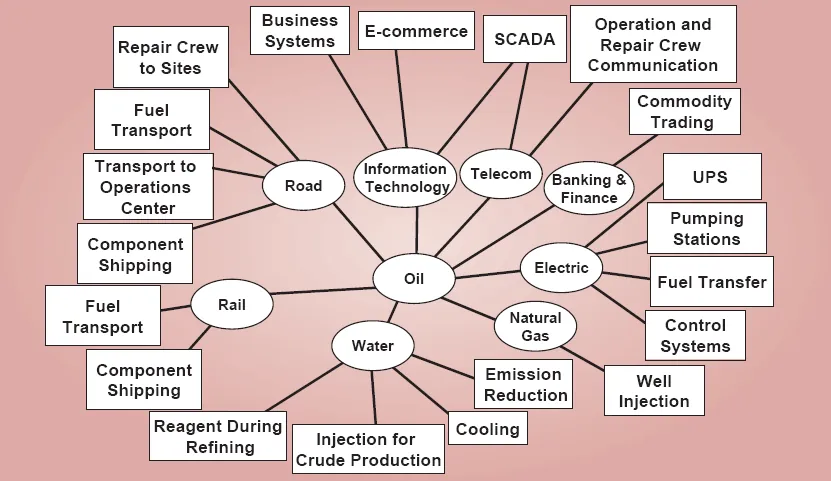 Business
Systems
E-commerce
SCADA
Operation and
Repair Crew
Communication
Repair Crew
to Sites
Fuel
Transport
Commodity
Trading
Transport to
Operations
Center
Road
Information
Technology
Telecom
Banking &
Finance
UPS
Component
Shipping
Pumping
Stations
Oil
Electric
Fuel Transfer
Fuel
Transport
Rail
Natural
Gas
Control
Systems
Water
Component
Shipping
Emission
Reduction
Well
Injection
Reagent During
Refining
Injection for
Crude Production
Cooling